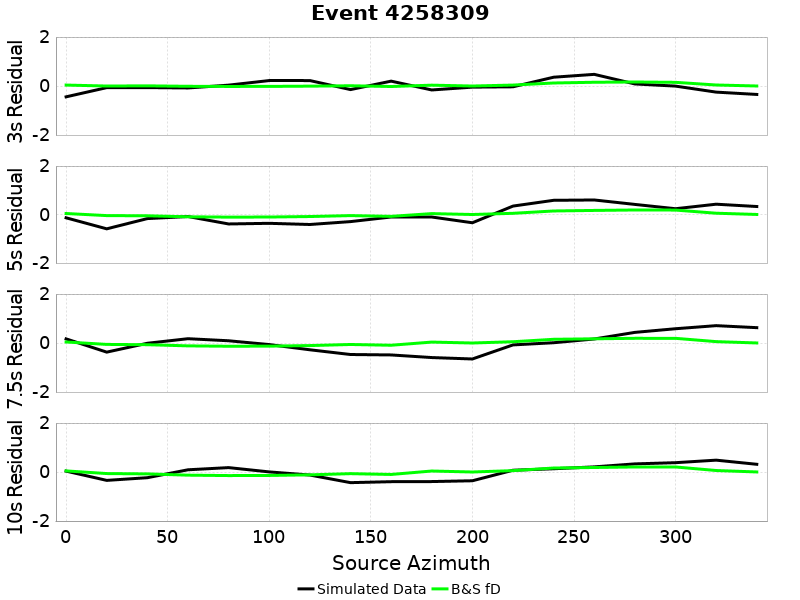 Event 4258309
3s Residual
2
0
-2
5s Residual
2
0
-2
7.5s Residual
2
0
-2
10s Residual
2
0
-2
0 50 100 150 200 250 300
Source Azimuth
Simulated Data B&S fD